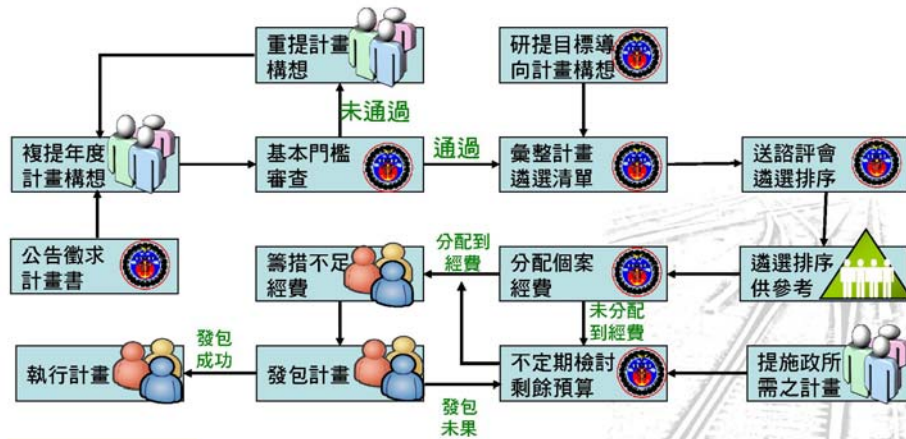 重提計畫
構想
研提目標導
向計畫構想
未通過
複提年度
計畫構想
基本門檻
審查
通過
彙整計畫
遴選清單
送諮評會
遴選排序
公告徵求
計畫書
籌措不足
經費
分配到
經費
分配個案
經費
遴選排序
供參考
未分配
到經費
執行計畫
發包
成功
發包計畫
發包
未果
不定期檢討
剩餘預算
提施政所
需之計畫